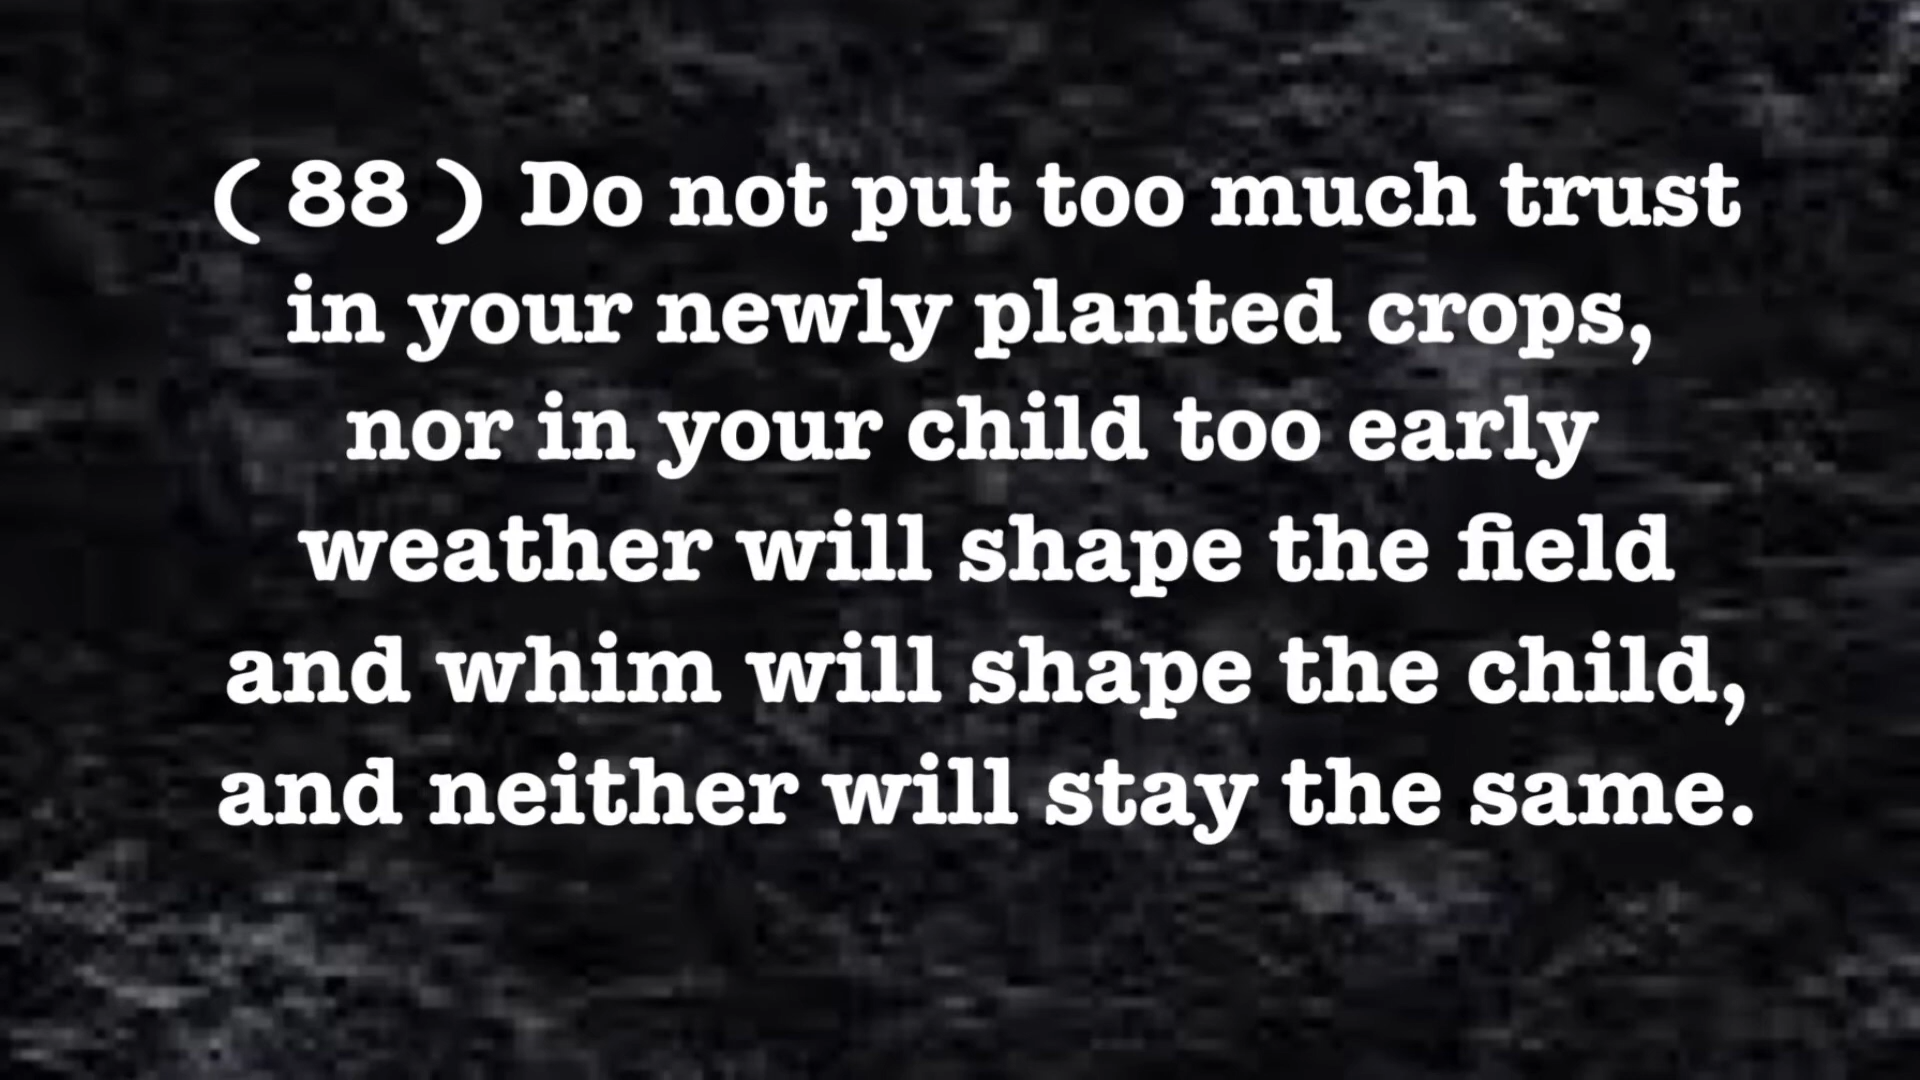 ( 88 ) Do not put too much trust
in your newly planted crops,
nor in your child too early
weather will shape the field
and whim will shape the child,
and neither will stay the same.